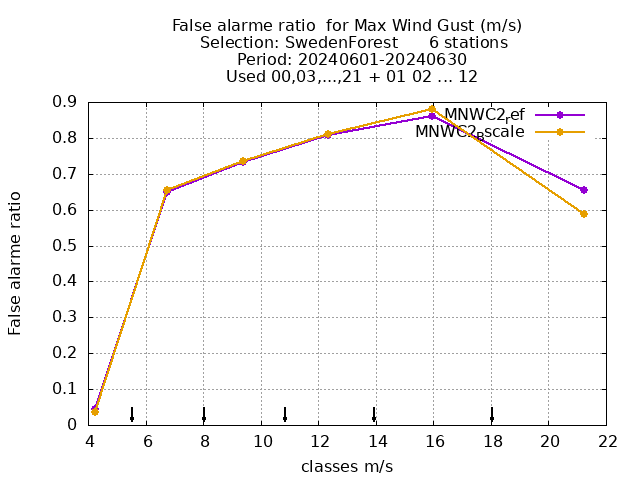 False alarme ratio  for Max Wind Gust (m/s)
Selection: SwedenForest      6 stations
Period: 20240601-20240630
Used 00,03,...,21 + 01 02 ... 12
MNWC2ref
MNWC2Rscale
0.9
0.8
0.7
0.6
0.5
0.4
0.3
0.2
0.1
0
False alarme ratio
4 6 8 10 12 14 16 18 20 22
classes m/s